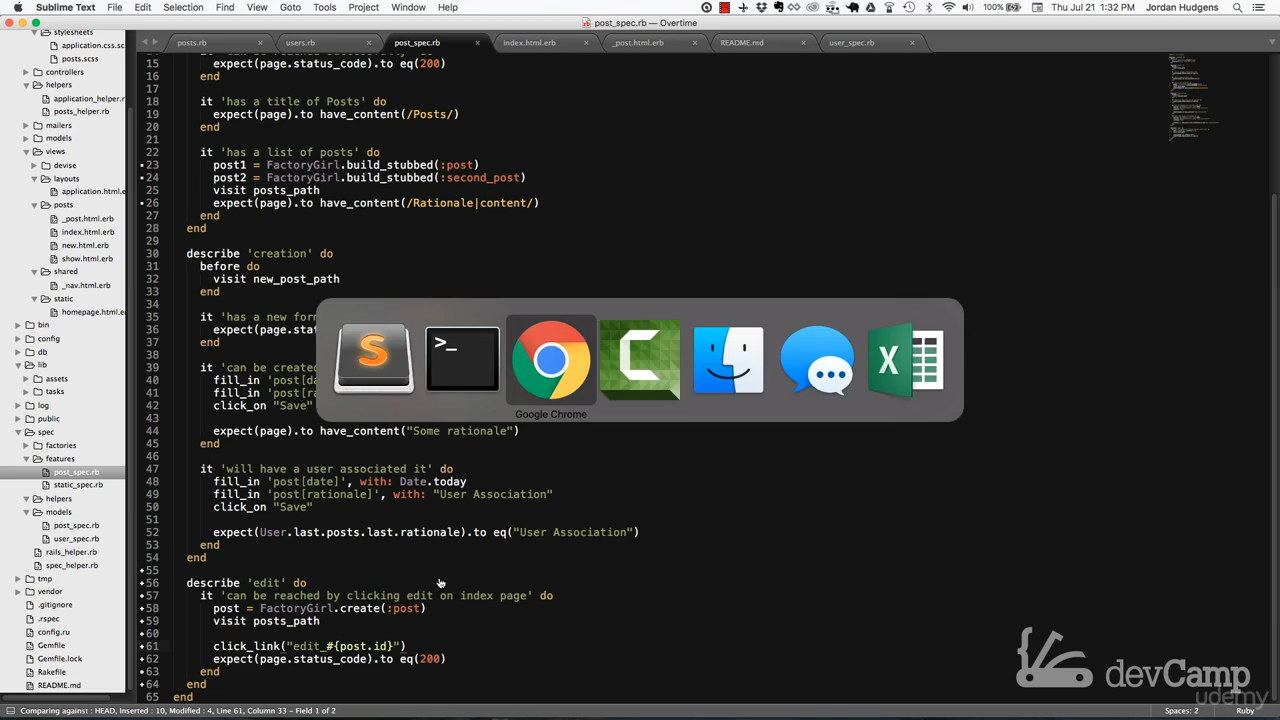 Sublime Text File Edit Selection Find View Goto Tools Project Window Help 100% Thu Jul 21 1:32 PM Jordan Hudgens
post_spec.rb — Overtime
posts.rb × users.rb × post_spec.rb × index.html.erb × _post.html.erb × README.md × user_spec.rb ×
stylesheets
application.css.sc
posts.scss
controllers
helpers
application_helper.r
posts_helper.rb
mailers
models
views
devise
layouts
application.html.e
posts
_post.html.erb
index.html.erb
new.html.erb
show.html.erb
shared
_nav.html.erb
static
homepage.html.er
bin
config
db
lib
assets
tasks
log
public
spec
factories
features
post_spec.rb
static_spec.rb
helpers
models
post_spec.rb
user_spec.rb
rails_helper.rb
spec_helper.rb
tmp
vendor
.gitignore
.rspec
config.ru
Gemfile
Gemfile.lock
Rakefile
README.md
15 expect(page.status_code).to eq(200)
16 end
17
18 it 'has a title of Posts' do
19 expect(page).to have_content(/Posts/)
20 end
21
22 it 'has a list of posts' do
23 post1 = FactoryGirl.build_stubbed(:post)
24 post2 = FactoryGirl.build_stubbed(:second_post)
25 visit posts_path
26 expect(page).to have_content(/Rationale|content/)
27 end
28 end
29
30 describe 'creation' do
31 before do
32 visit new_post_path
33 end
34
35 it 'has a new for
36 expect(page.sta
37 end
38
39 it 'can be create
40 fill_in 'post[da
41 fill_in 'post[ra
42 click_on "Save"
43
44 expect(page).to have_content("Some rationale")
45 end
46
47 it 'will have a user associated it' do
48 fill_in 'post[date]', with: Date.today
49 fill_in 'post[rationale]', with: "User Association"
50 click_on "Save"
51
52 expect(User.last.posts.last.rationale).to eq("User Association")
53 end
54 end
55
56 describe 'edit' do
57 it 'can be reached by clicking edit on index page' do
58 post = FactoryGirl.create(:post)
59 visit posts_path
60
61 click_link("edit_#{post.id}")
62 expect(page.status_code).to eq(200)
63 end
64 end
65 end
Google Chrome
devCamp
udemy
Comparing against : HEAD, Inserted : 10, Modified : 4, Line 61, Column 33 - Field 1 of 2 Spaces: 2 Ruby